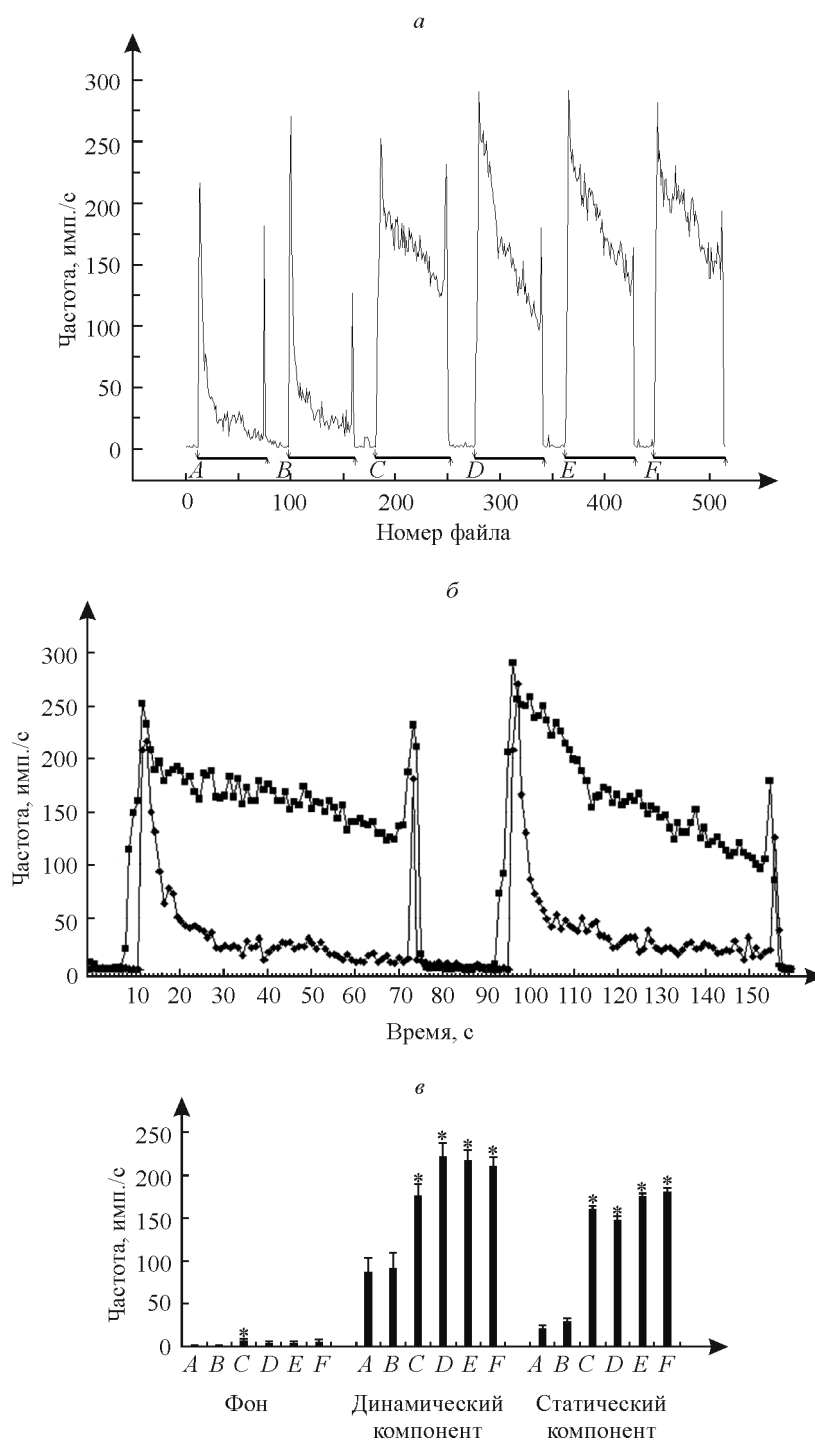 а
300
250
200
150
100
50
0
Частота, имп./с
A B C D E F
0 100 200 300 400 500
Номер файла
б
300
250
200
150
100
50
0
Частота, имп./с
10 20 30 40 50 60 70 80 90 100 110 120 130 140 150
Время, с
в
250
200
150
100
50
0
Частота, имп./с
* * * * * * * * *
A B C D E F A B C D E F A B C D E F
Фон Динамический компонент Статический компонент